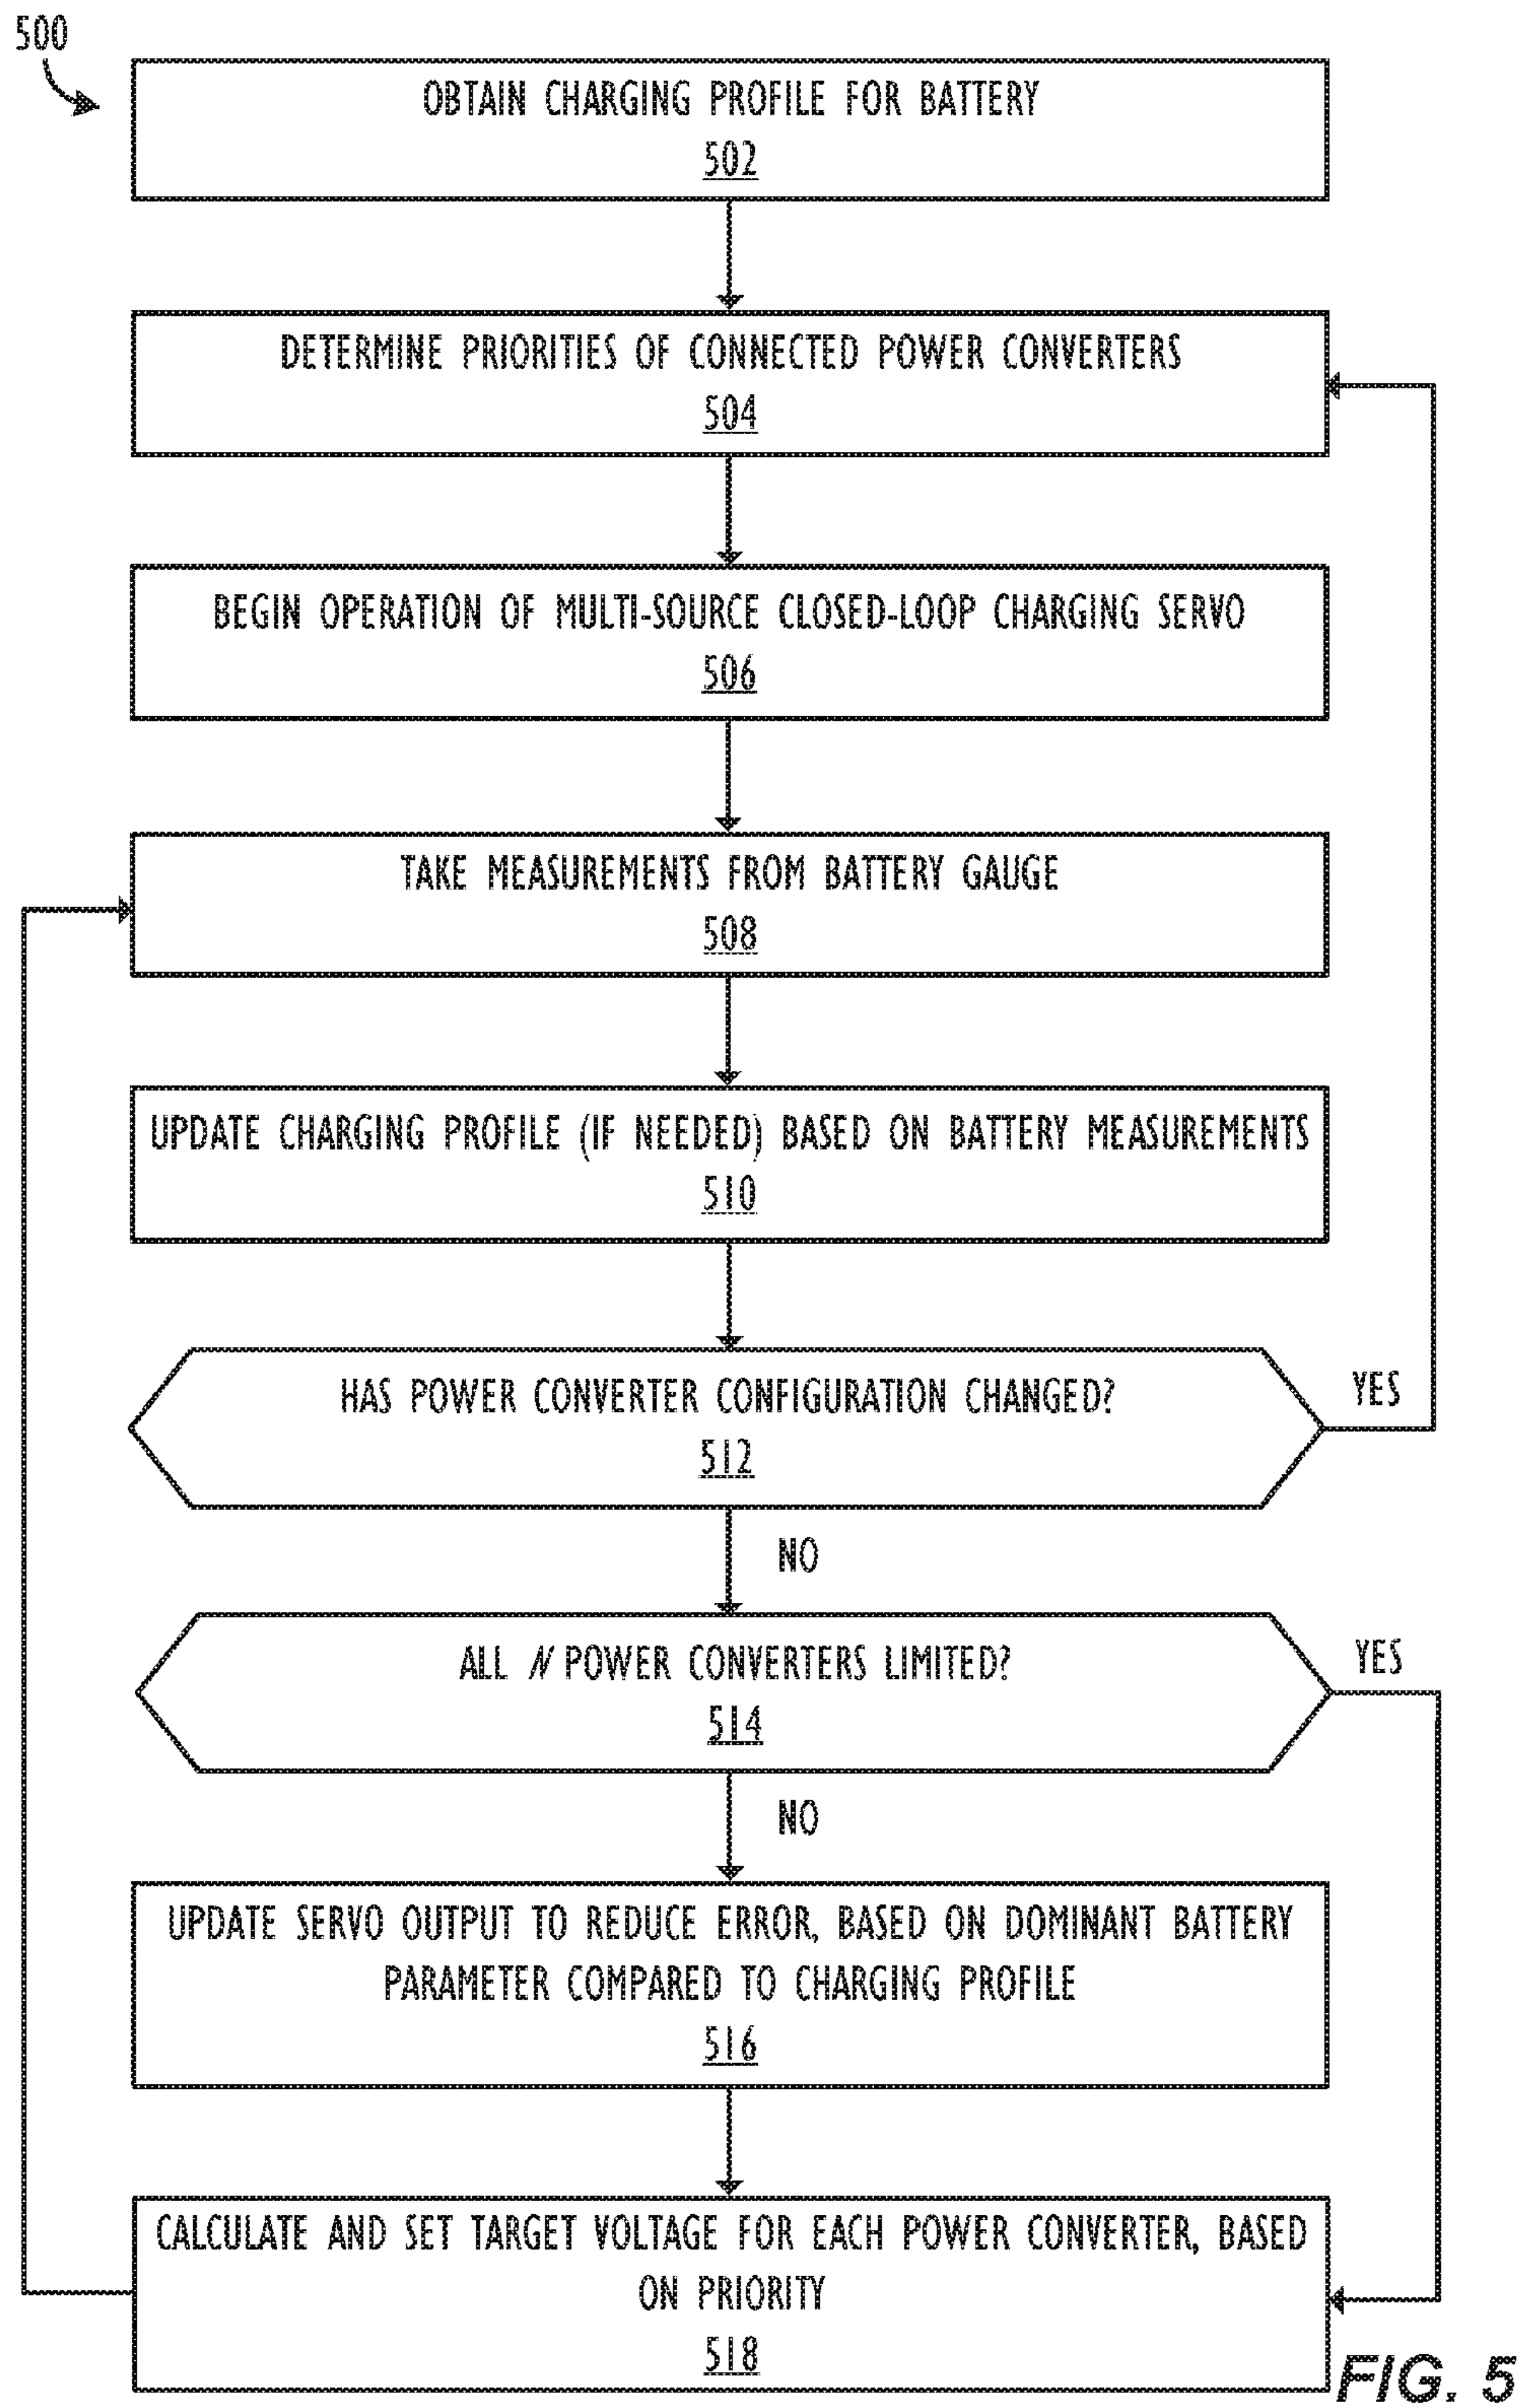 500
OBTAIN CHARGING PROFILE FOR BATTERY
502
DETERMINE PRIORITIES OF CONNECTED POWER CONVERTERS
504
BEGIN OPERATION OF MULTI-SOURCE CLOSED-LOOP CHARGING SERVO
506
TAKE MEASUREMENTS FROM BATTERY GAUGE
508
UPDATE CHARGING PROFILE (IF NEEDED) BASED ON BATTERY MEASUREMENTS
510
HAS POWER CONVERTER CONFIGURATION CHANGED?
512
YES
NO
ALL N POWER CONVERTERS LIMITED?
514
YES
NO
UPDATE SERVO OUTPUT TO REDUCE ERROR, BASED ON DOMINANT BATTERY
PARAMETER COMPARED TO CHARGING PROFILE
516
CALCULATE AND SET TARGET VOLTAGE FOR EACH POWER CONVERTER, BASED
ON PRIORITY
518
FIG. 5